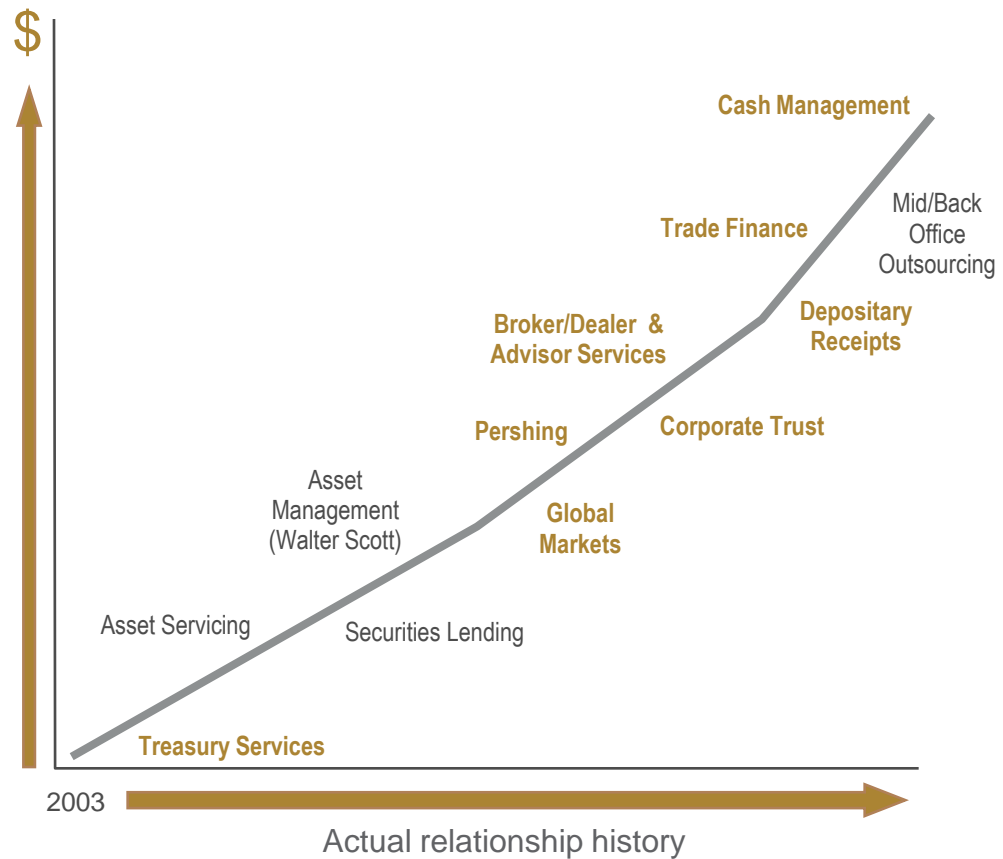 $
Cash Management
Mid/Back
Office
Outsourcing
Trade Finance
Depositary
Receipts
Broker/Dealer &
Advisor Services
Corporate Trust
Pershing
Asset
Management
(Walter Scott)
Global
Markets
Asset Servicing
Securities Lending
Treasury Services
2003
Actual relationship history